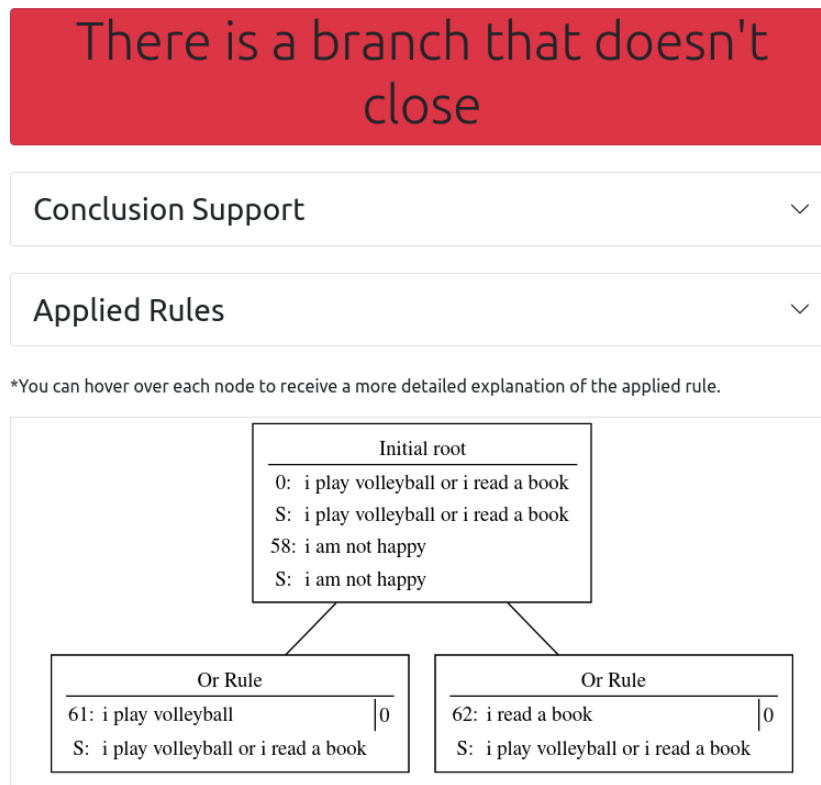 There is a branch that doesn't
close
Conclusion Support
Applied Rules
*You can hover over each node to receive a more detailed explanation of the applied rule.
Initial root
0: i play volleyball or i read a book
S: i play volleyball or i read a book
58: i am not happy
S: i am not happy
Or Rule
61: i play volleyball 0
S: i play volleyball or i read a book
Or Rule
62: i read a book 0
S: i play volleyball or i read a book